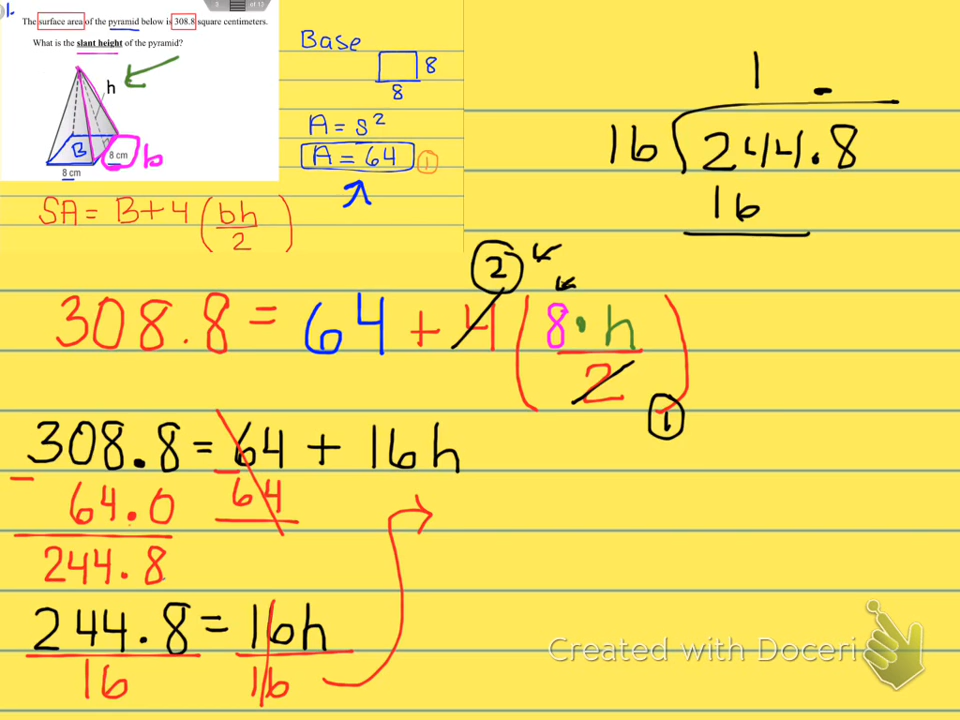 3 of 13
1.
The surface area of the pyramid below is 308.8 square centimeters.
What is the slant height of the pyramid?
h
B
8 cm
b
8 cm
Base
8
8
A = s²
A = 64 ①
SA = B + 4 (bh/2)
1 .
16 244.8
16
2
308.8 = 64 + 4 (8 · h / 2)
1
308.8 = 64 + 16h
- 64.0 - 64
244.8
244.8 = 16h
16 16
Created with Doceri